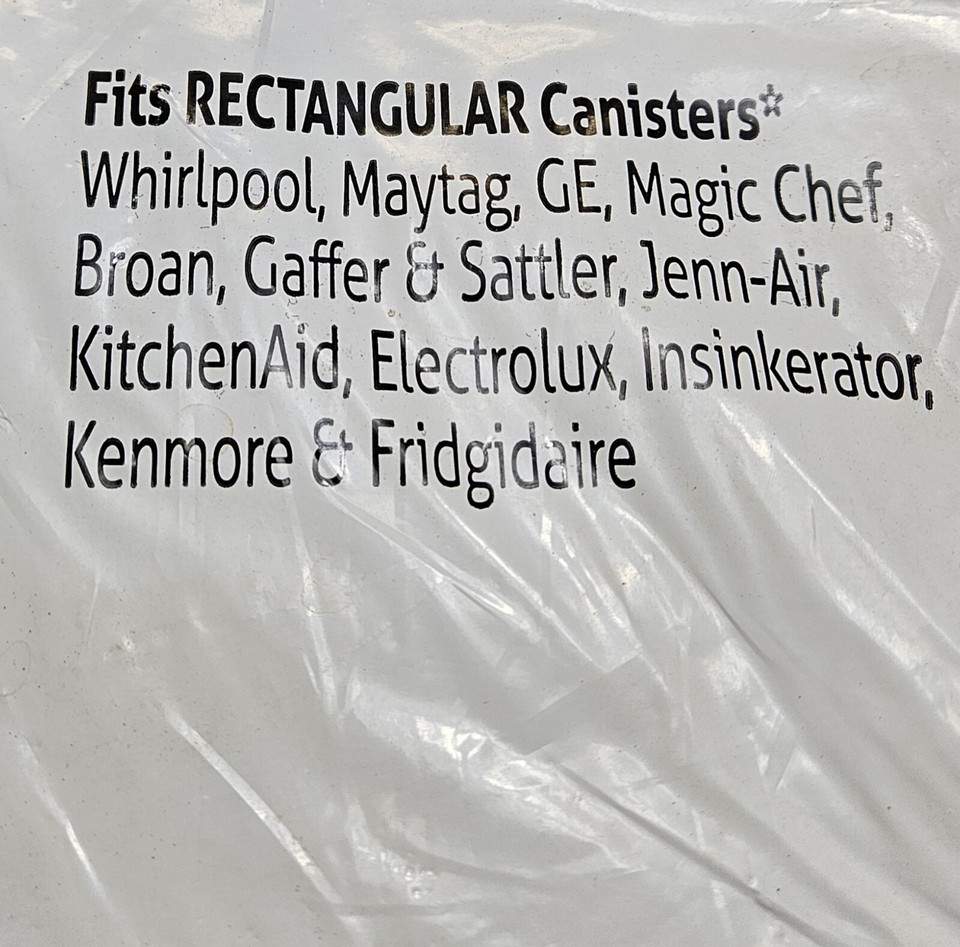 Fits RECTANGULAR Canisters*
Whirlpool, Maytag, GE, Magic Chef,
Broan, Gaffer & Sattler, Jenn-Air,
KitchenAid, Electrolux, Insinkerator,
Kenmore & Fridgidaire